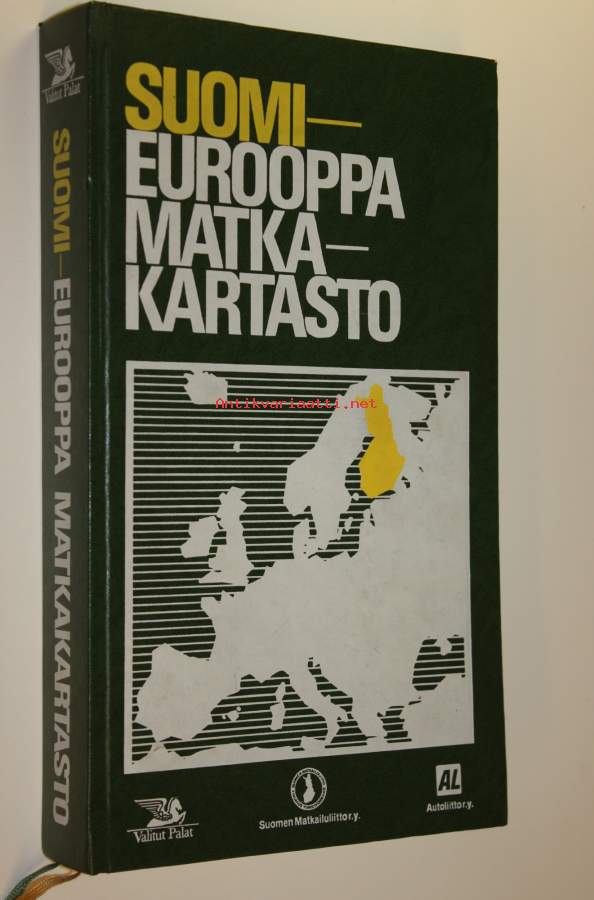 Valitut Palat
SUOMI—EUROOPPA MATKAKARTASTO
SUOMI—
EUROOPPA
MATKA—
KARTASTO
Antikvariaatti.net
Valitut Palat
Suomen Matkailuliitto r.y.
AL
Autoliitto r.y.